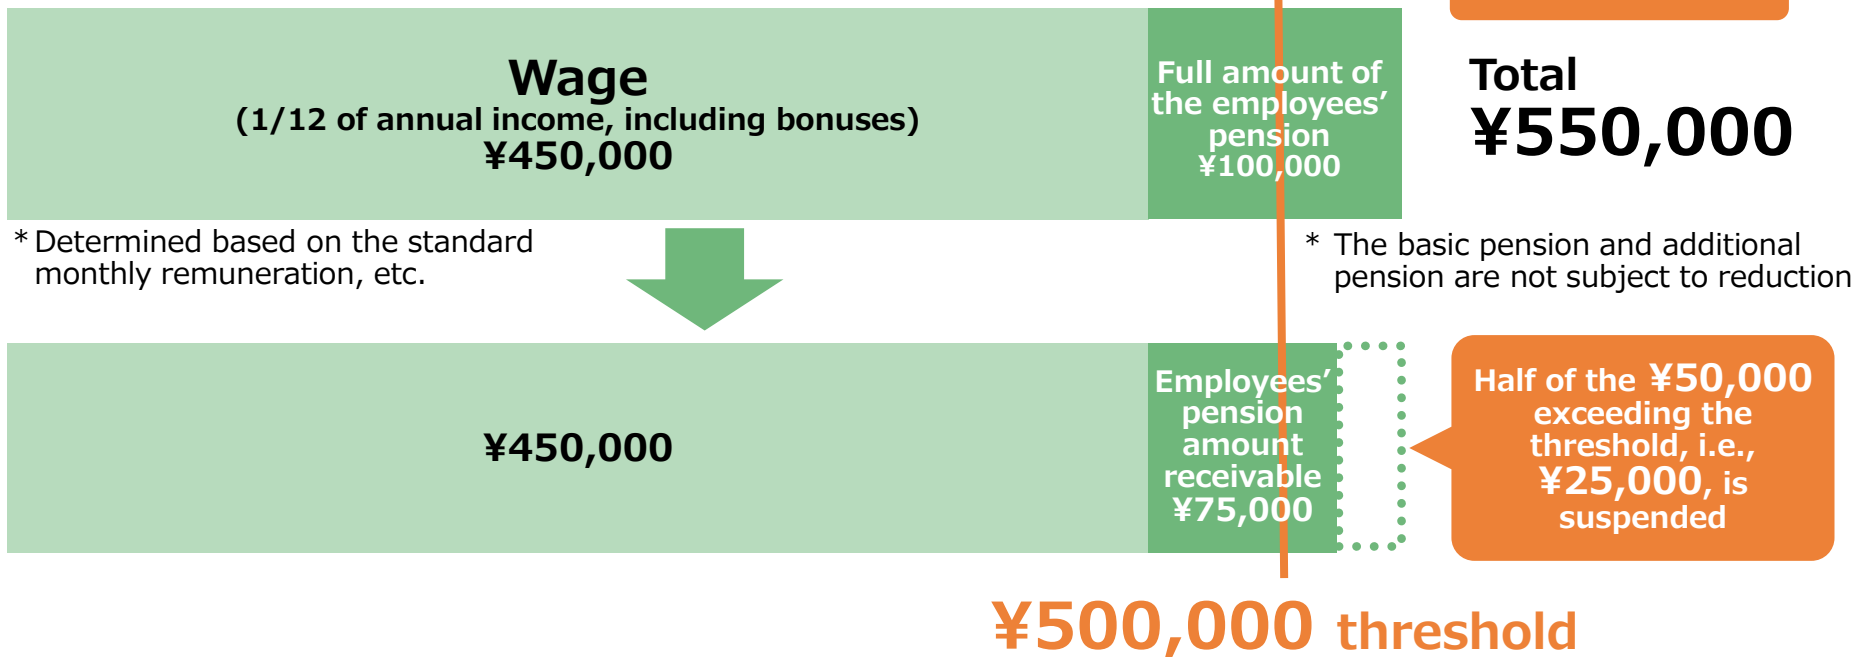 Wage
(1/12 of annual income, including bonuses)
¥450,000
Full amount of
the employees’
pension
¥100,000
Total
¥550,000
* Determined based on the standard
monthly remuneration, etc.
* The basic pension and additional
pension are not subject to reduction
¥450,000
Employees’
pension
amount
receivable
¥75,000
Half of the ¥50,000
exceeding the
threshold, i.e.,
¥25,000, is
suspended
¥500,000 threshold